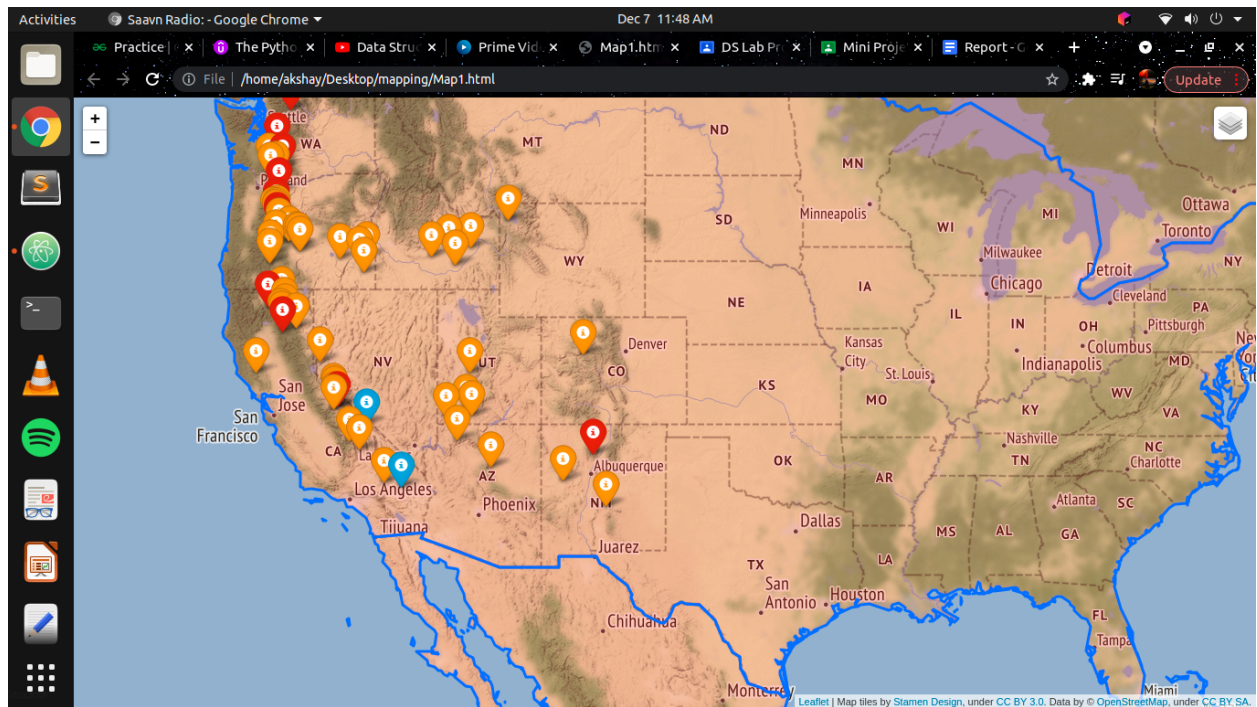 Activities Saavn Radio: - Google Chrome Dec 7 11:48 AM
Practice | The Pytho Data Struc Prime Vid Map1.htm DS Lab Pr Mini Proje Report - G
File | /home/akshay/Desktop/mapping/Map1.html Update
+
−
Seattle
WA
MT
ND
MN
Portland
Minneapolis
SD
WI
MI
Ottawa
Toronto
WY
Milwaukee
Detroit
NY
Chicago
IA
Cleveland
NE
PA
IL
IN
OH
Pittsburgh
Columbus
Denver
Kansas
City
Indianapolis
MD
NV
UT
CO
St. Louis
San
Jose
KS
MO
WV
VA
KY
San
Francisco
Nashville
CA
NC
TN
Charlotte
Albuquerque
OK
AR
AZ
Los Angeles
Phoenix
NM
Atlanta
SC
Dallas
MS
AL
GA
Tijuana
Juarez
LA
TX
San
Antonio
Houston
Chihuahua
FL
Tampa
Monterrey
Miami
Leaflet | Map tiles by Stamen Design, under CC BY 3.0. Data by © OpenStreetMap, under CC BY SA.